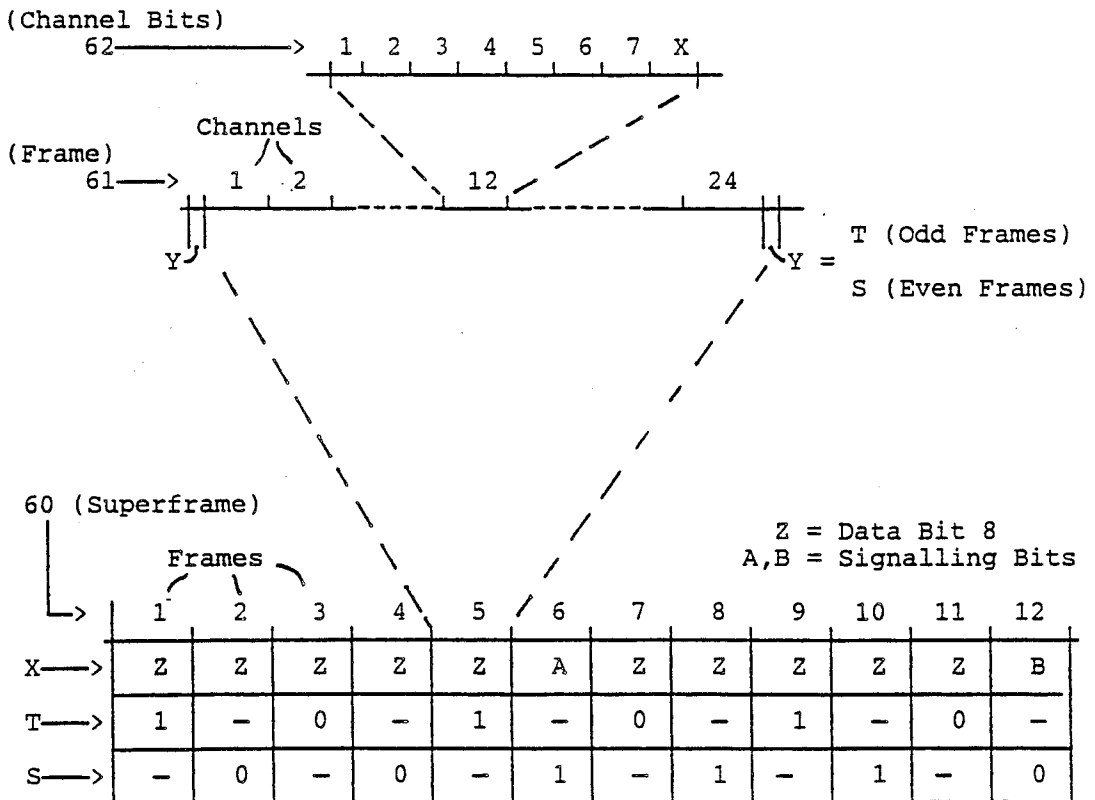 (Channel Bits)
62 1 2 3 4 5 6 7 X
Channels
(Frame)
61 1 2 12 24
T (Odd Frames)
Y Y =
S (Even Frames)
60 (Superframe)
Z = Data Bit 8
A,B = Signalling Bits
Frames
1 2 3 4 5 6 7 8 9 10 11 12
X Z Z Z Z Z A Z Z Z Z Z B
T 1 - 0 - 1 - 0 - 1 - 0 -
S - 0 - 0 - 1 - 1 - 1 - 0